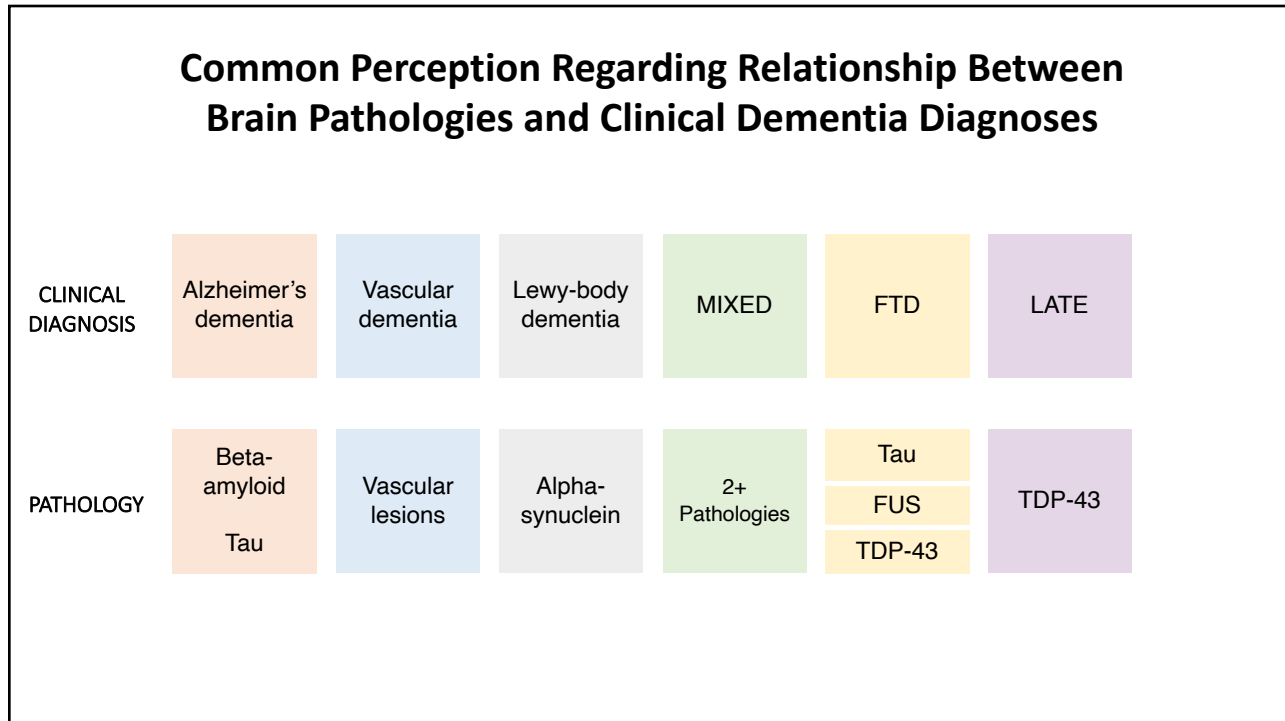 Common Perception Regarding Relationship Between
Brain Pathologies and Clinical Dementia Diagnoses
CLINICAL
DIAGNOSIS
Alzheimer's
dementia
Vascular
dementia
Lewy-body
dementia
MIXED
FTD
LATE
PATHOLOGY
Beta-
amyloid
Tau
Vascular
lesions
Alpha-
synuclein
2+
Pathologies
Tau
FUS
TDP-43
TDP-43